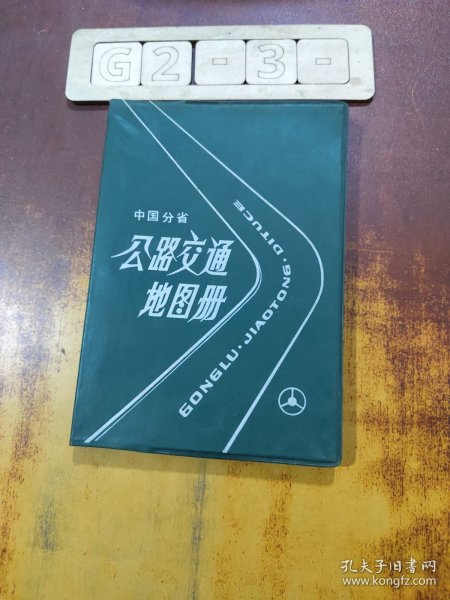 G2-3-
中国分省
公路交通
地图册
GONGLU·JIAOTONG·DITUCE
孔夫子旧书网
www.kongfz.com